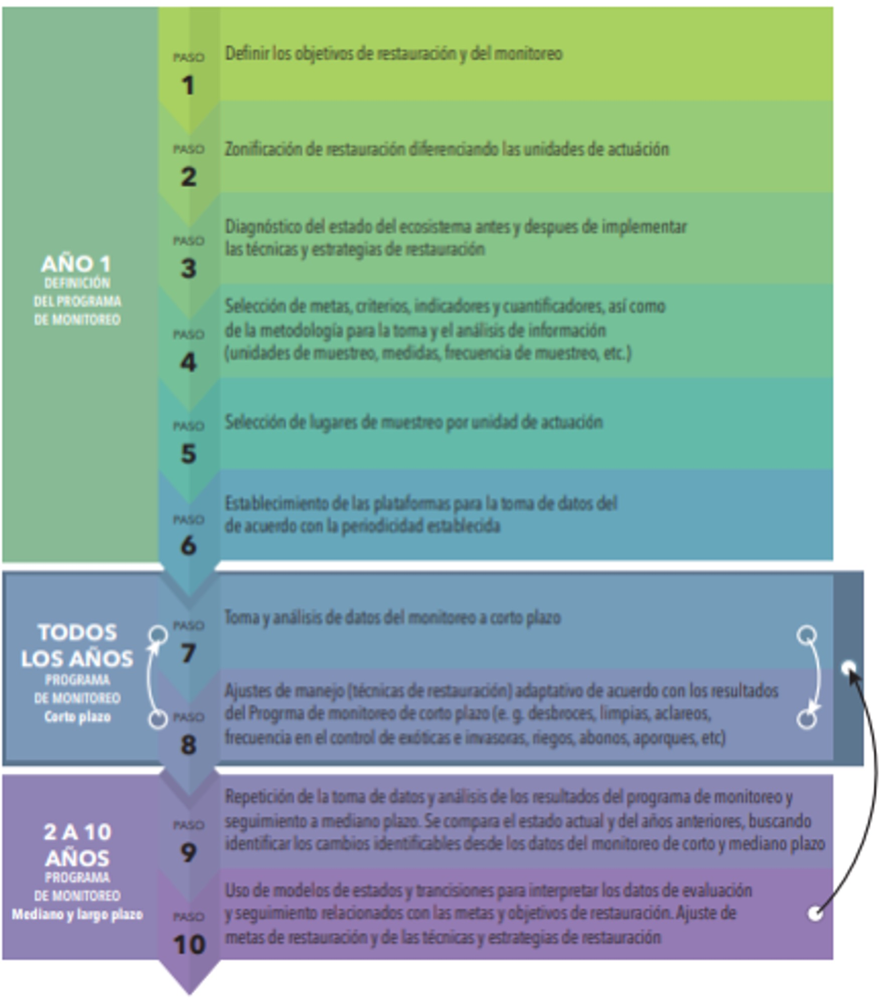 AÑO 1
DEFINICIÓN
DEL PROGRAMA
DE MONITOREO
PASO
1
Definir los objetivos de restauración y del monitoreo
PASO
2
Zonificación de restauración diferenciando las unidades de actuáción
PASO
3
Diagnóstico del estado del ecosistema antes y despues de implementar
las técnicas y estrategias de restauración
PASO
4
Selección de metas, criterios, indicadores y cuantificadores, así como
de la metodología para la toma y el análisis de información
(unidades de muestreo, medidas, frecuencia de muestreo, etc.)
PASO
5
Selección de lugares de muestreo por unidad de actuación
PASO
6
Establecimiento de las plataformas para la toma de datos del
de acuerdo con la periodicidad establecida
TODOS
LOS AÑOS
PROGRAMA
DE MONITOREO
Corto plazo
PASO
7
Toma y análisis de datos del monitoreo a corto plazo
PASO
8
Ajustes de manejo (técnicas de restauración) adaptativo de acuerdo con los resultados
del Progrma de monitoreo de corto plazo (e. g. desbroces, limpias, aclareos,
frecuencia en el control de exóticas e invasoras, riegos, abonos, aporques, etc)
2 A 10
AÑOS
PROGRAMA
DE MONITOREO
Mediano y largo plazo
PASO
9
Repetición de la toma de datos y análisis de los resultados del programa de monitoreo y
seguimiento a mediano plazo. Se compara el estado actual y del años anteriores, buscando
identificar los cambios identificables desde los datos del monitoreo de corto y mediano plazo
PASO
10
Uso de modelos de estados y trancisiones para interpretar los datos de evaluación
y seguimiento relacionados con las metas y objetivos de restauración. Ajuste de
metas de restauración y de las técnicas y estrategias de restauración